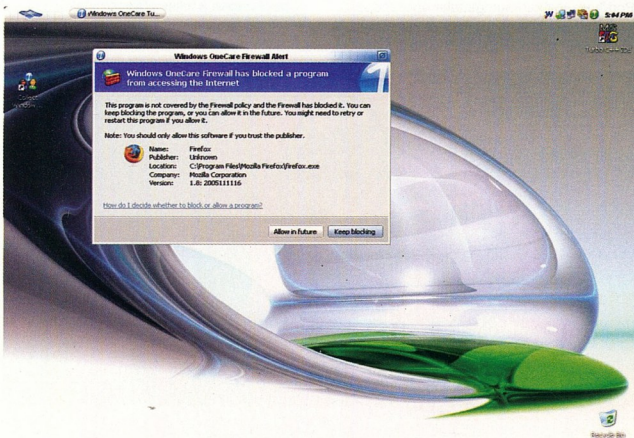 Windows OneCare Tu...
5:44 PM
Turbo C++ IDE
Windows OneCare Firewall Alert
Windows OneCare Firewall has blocked a program
from accessing the Internet
This program is not covered by the Firewall policy and the Firewall has blocked it. You can
keep blocking the program, or you can allow it in the future. You might need to retry or
restart this program if you allow it.
Note: You should only allow this software if you trust the publisher.
Name: Firefox
Publisher: Unknown
Location: C:\Program Files\Mozilla Firefox\firefox.exe
Company: Mozilla Corporation
Version: 1.8: 2005111116
How do I decide whether to block or allow a program?
Allow in future
Keep blocking
Recycle Bin